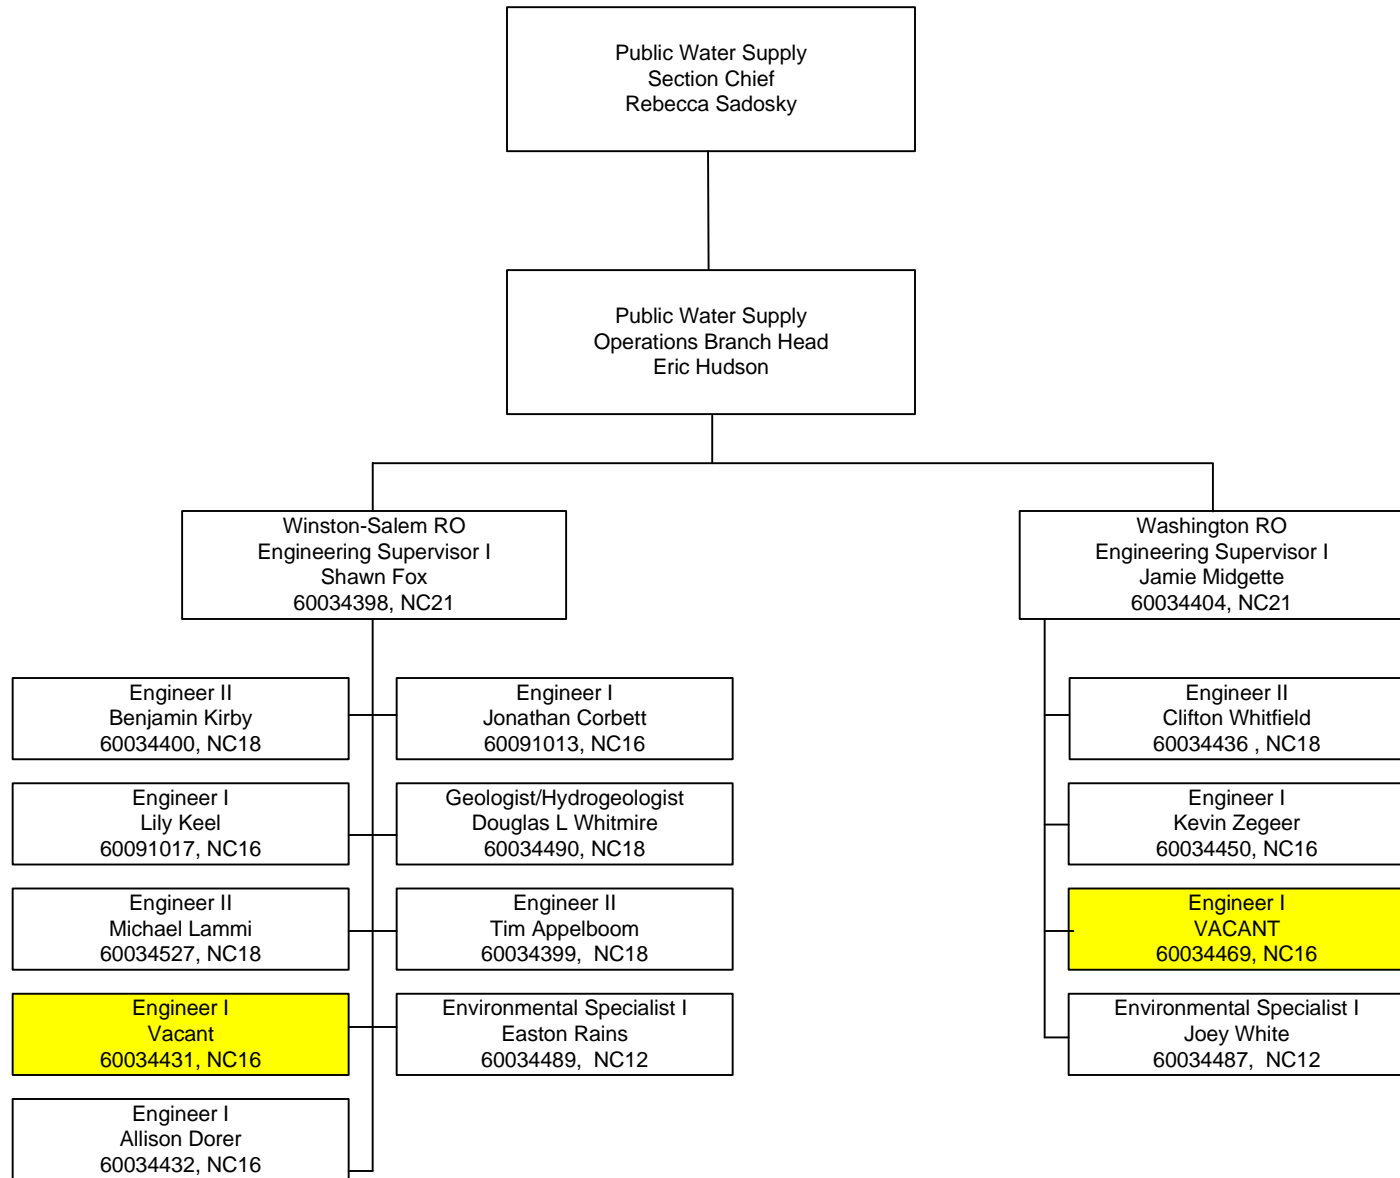 Public Water Supply
Section Chief
Rebecca Sadosky
Public Water Supply
Operations Branch Head
Eric Hudson
Winston-Salem RO
Engineering Supervisor I
Shawn Fox
60034398, NC21
Washington RO
Engineering Supervisor I
Jamie Midgette
60034404, NC21
Engineer II
Benjamin Kirby
60034400, NC18
Engineer I
Jonathan Corbett
60091013, NC16
Engineer II
Clifton Whitfield
60034436 , NC18
Engineer I
Lily Keel
60091017, NC16
Geologist/Hydrogeologist
Douglas L Whitmire
60034490, NC18
Engineer I
Kevin Zegeer
60034450, NC16
Engineer II
Michael Lammi
60034527, NC18
Engineer II
Tim Appelboom
60034399,  NC18
Engineer I
VACANT
60034469, NC16
Engineer I
Vacant
60034431, NC16
Environmental Specialist I
Easton Rains
60034489,  NC12
Environmental Specialist I
Joey White
60034487,  NC12
Engineer I
Allison Dorer
60034432, NC16